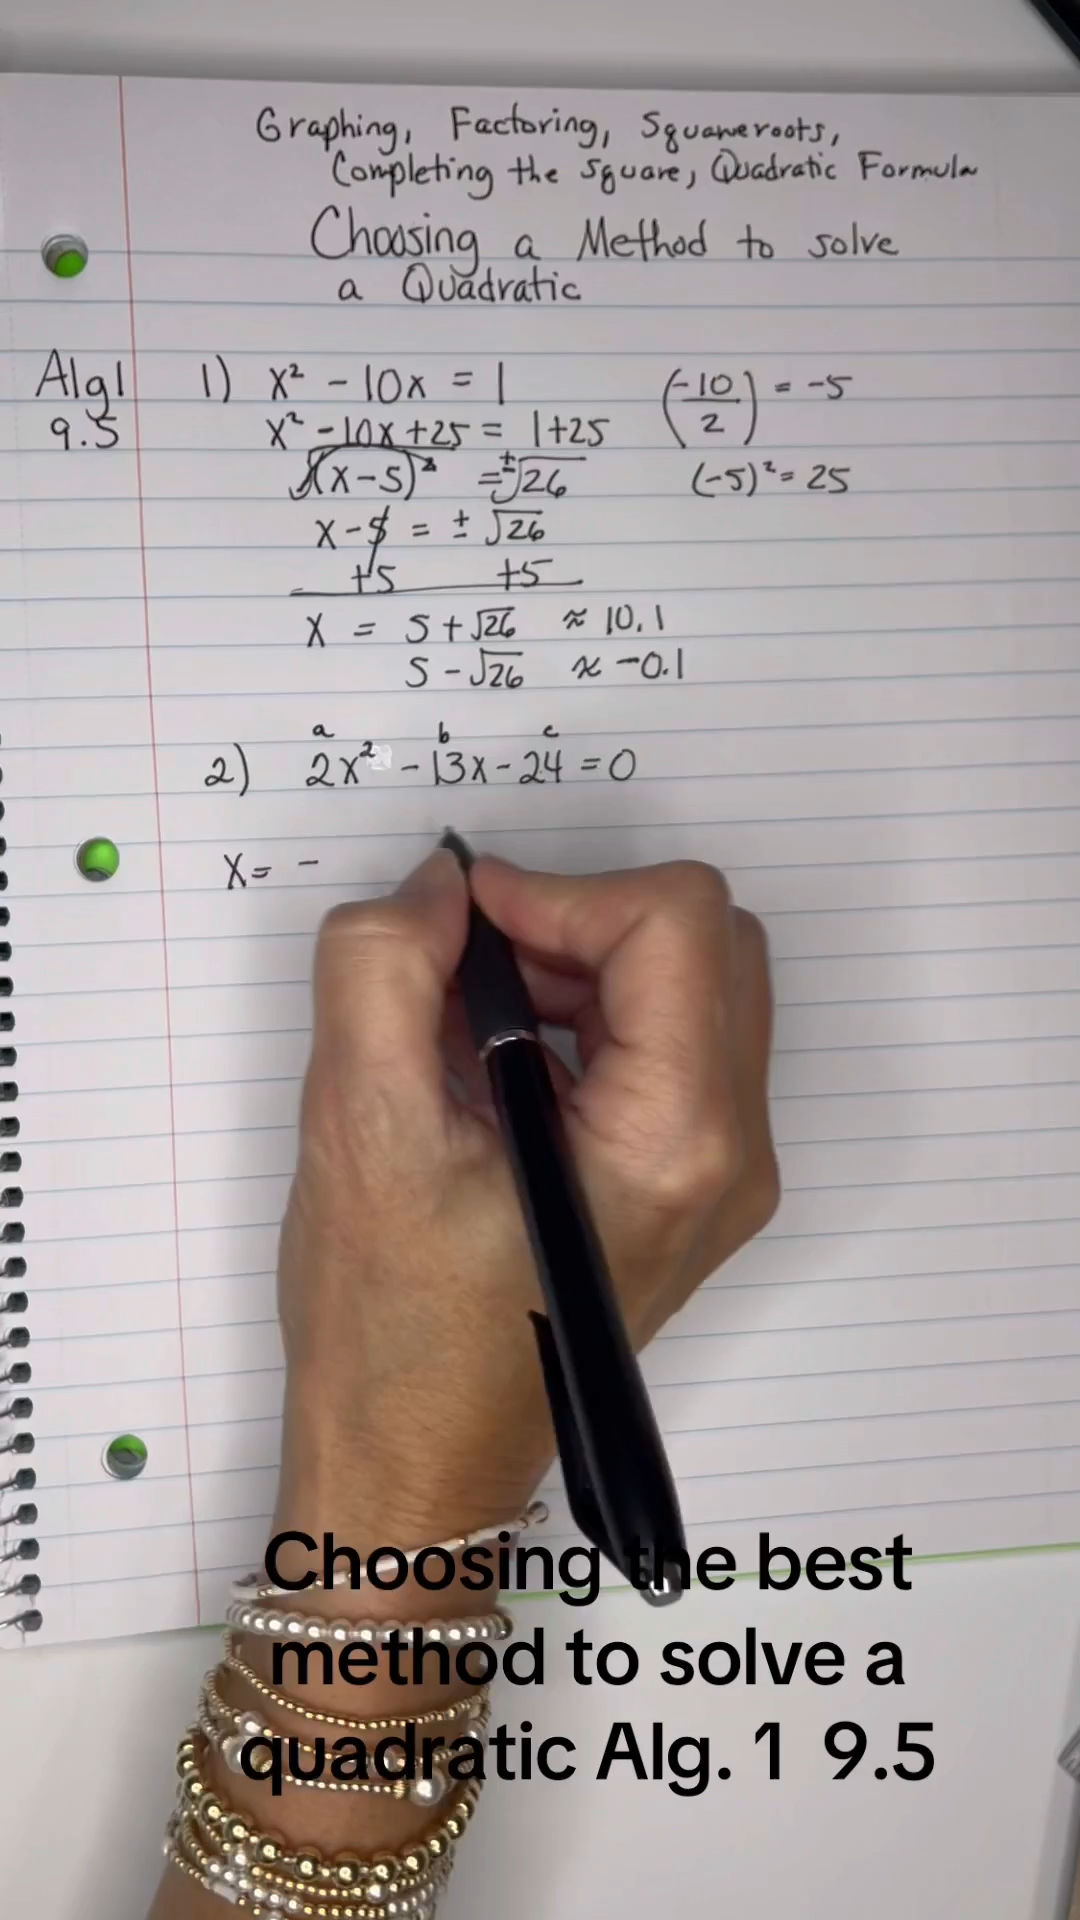 Graphing, Factoring, Squareroots,
Completing the square, Quadratic Formula
Choosing a Method to solve
a Quadratic
Alg1
9.5
1) x² - 10x = 1
(-10/2) = -5
x² - 10x + 25 = 1+25
√(x-5)² = ±√26
(-5)² = 25
x - 5 = ± √26
+5 +5
x = 5 + √26 ≈ 10.1
5 - √26 ≈ -0.1
a b c
2) 2x² - 13x - 24 = 0
x = -
Choosing the best
method to solve a
quadratic Alg. 1 9.5